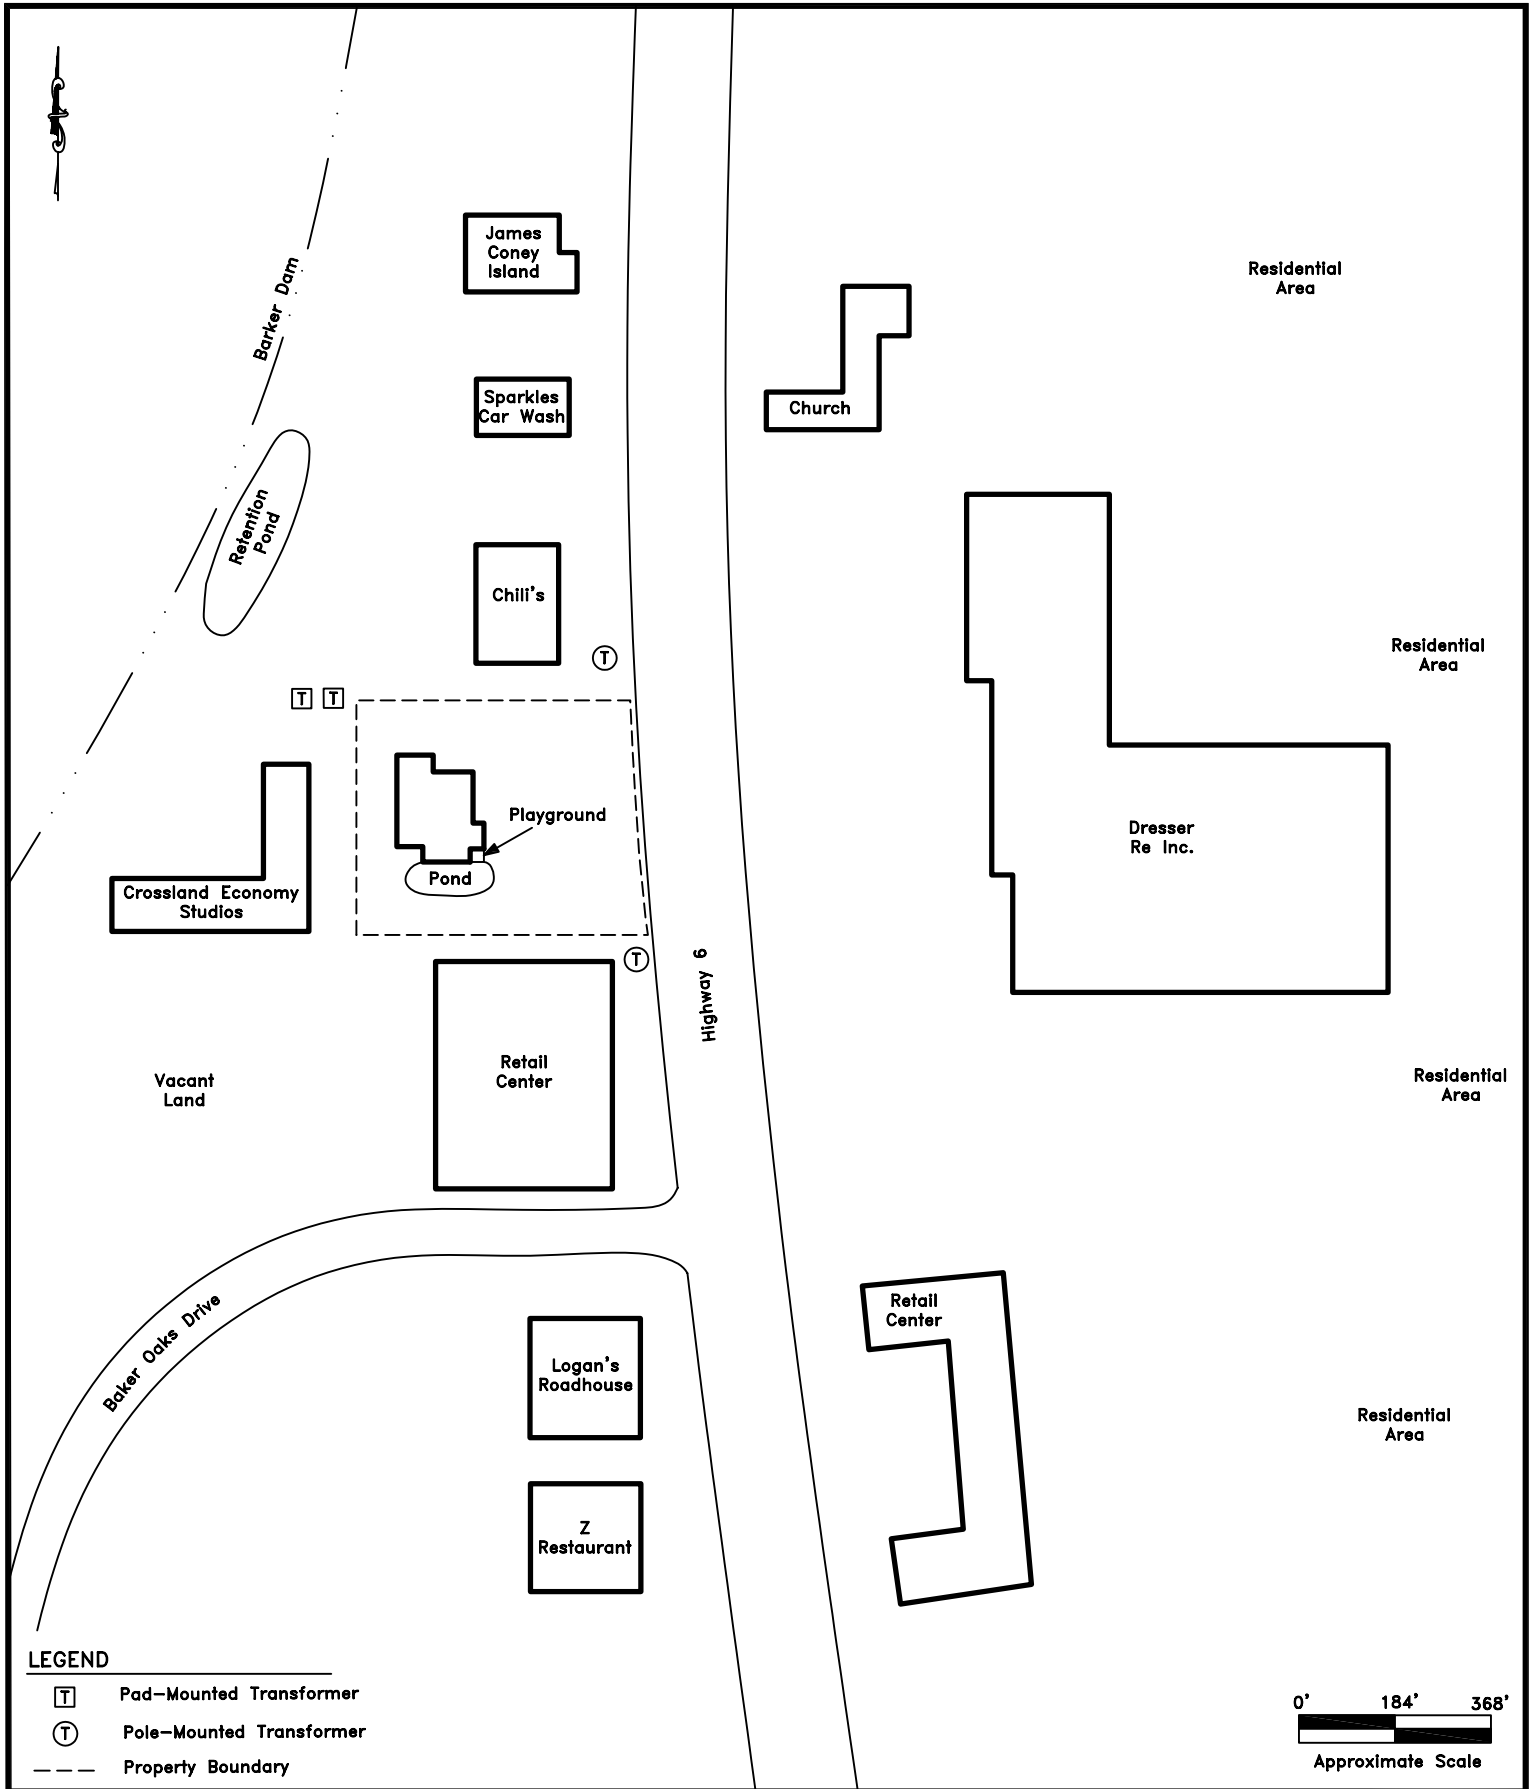 James
Coney
Island
Barker Dam
Residential
Area
Sparkles
Car Wash
Church
Retention
Pond
Chili's
T
T
T
Residential
Area
Playground
Pond
Dresser
Re Inc.
Crossland Economy
Studios
T
Highway 6
Retail
Center
Vacant
Land
Residential
Area
Baker Oaks Drive
Retail
Center
Logan's
Roadhouse
Residential
Area
Z
Restaurant
LEGEND
T Pad-Mounted Transformer
T Pole-Mounted Transformer
Property Boundary
0' 184' 368'
Approximate Scale